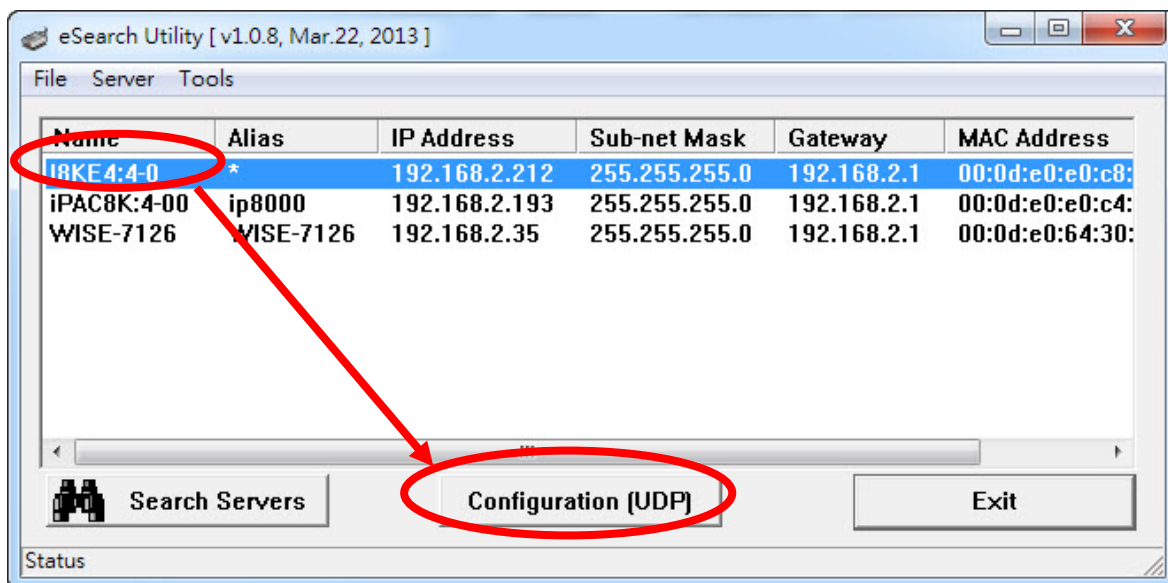 eSearch Utility [ v1.0.8, Mar.22, 2013 ]
File Server Tools
Name Alias IP Address Sub-net Mask Gateway MAC Address
I8KE4:4-0 * 192.168.2.212 255.255.255.0 192.168.2.1 00:0d:e0:e0:c8:
iPAC8K:4-00 ip8000 192.168.2.193 255.255.255.0 192.168.2.1 00:0d:e0:e0:c4:
WISE-7126 WISE-7126 192.168.2.35 255.255.255.0 192.168.2.1 00:0d:e0:64:30:
Search Servers Configuration (UDP) Exit
Status